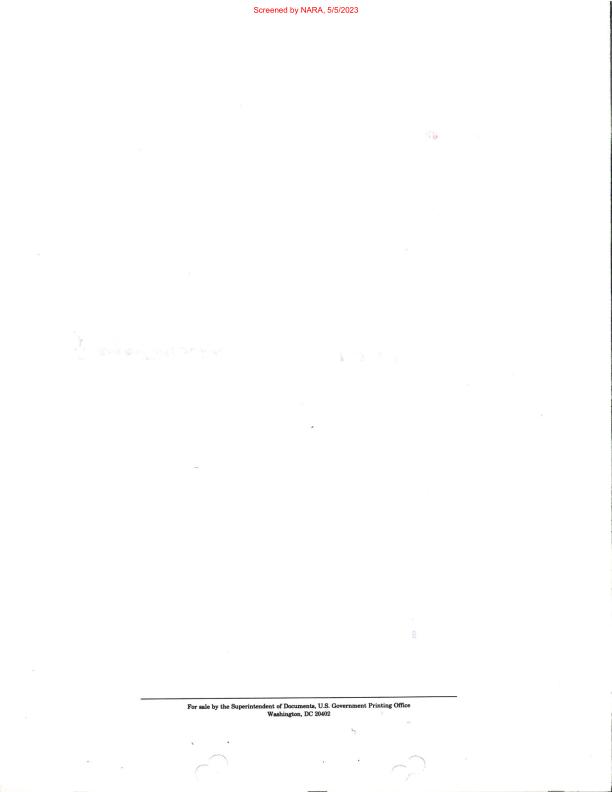 Screened by NARA, 5/5/2023
For sale by the Superintendent of Documents, U.S. Government Printing Office
Washington, DC 20402